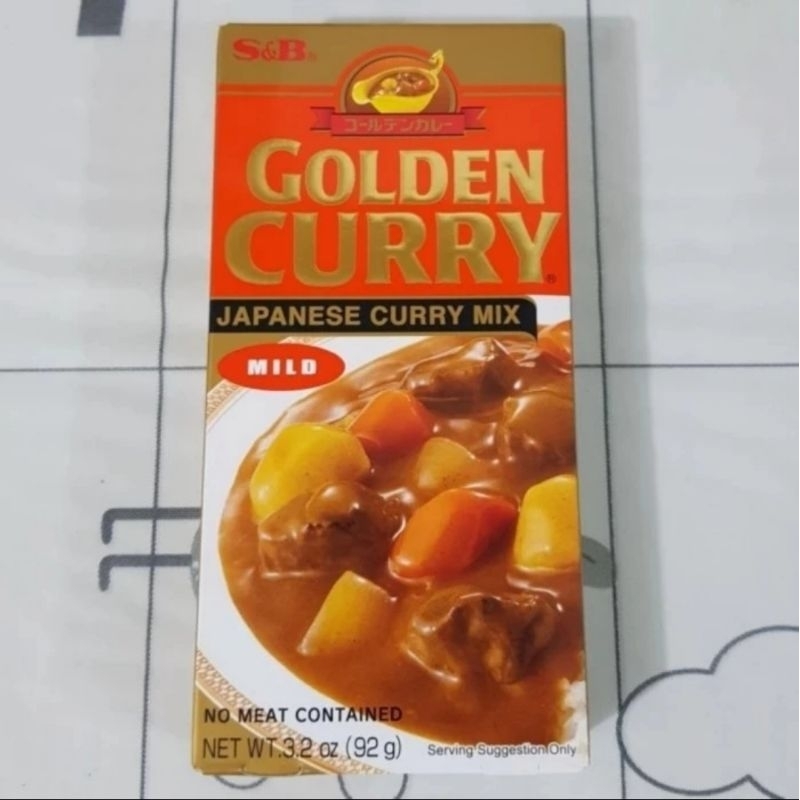 S&B®
ゴールデンカレー
GOLDEN
CURRY®
JAPANESE CURRY MIX
MILD
NO MEAT CONTAINED
NET WT.3.2 oz (92 g)
Serving Suggestion Only